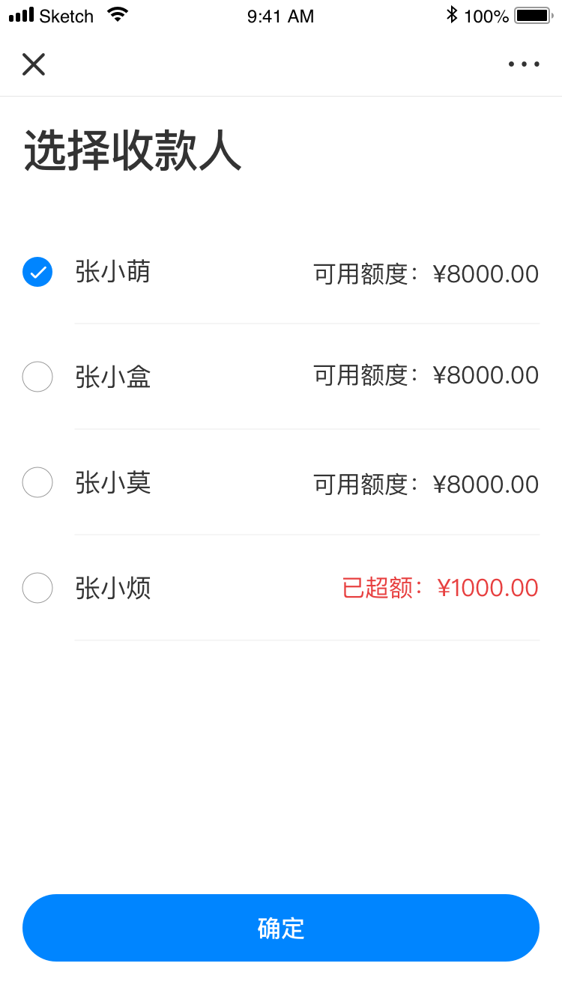 Sketch 9:41 AM 100%
选择收款人
张小萌 可用额度：¥8000.00
张小盒 可用额度：¥8000.00
张小莫 可用额度：¥8000.00
张小烦 已超额：¥1000.00
确定